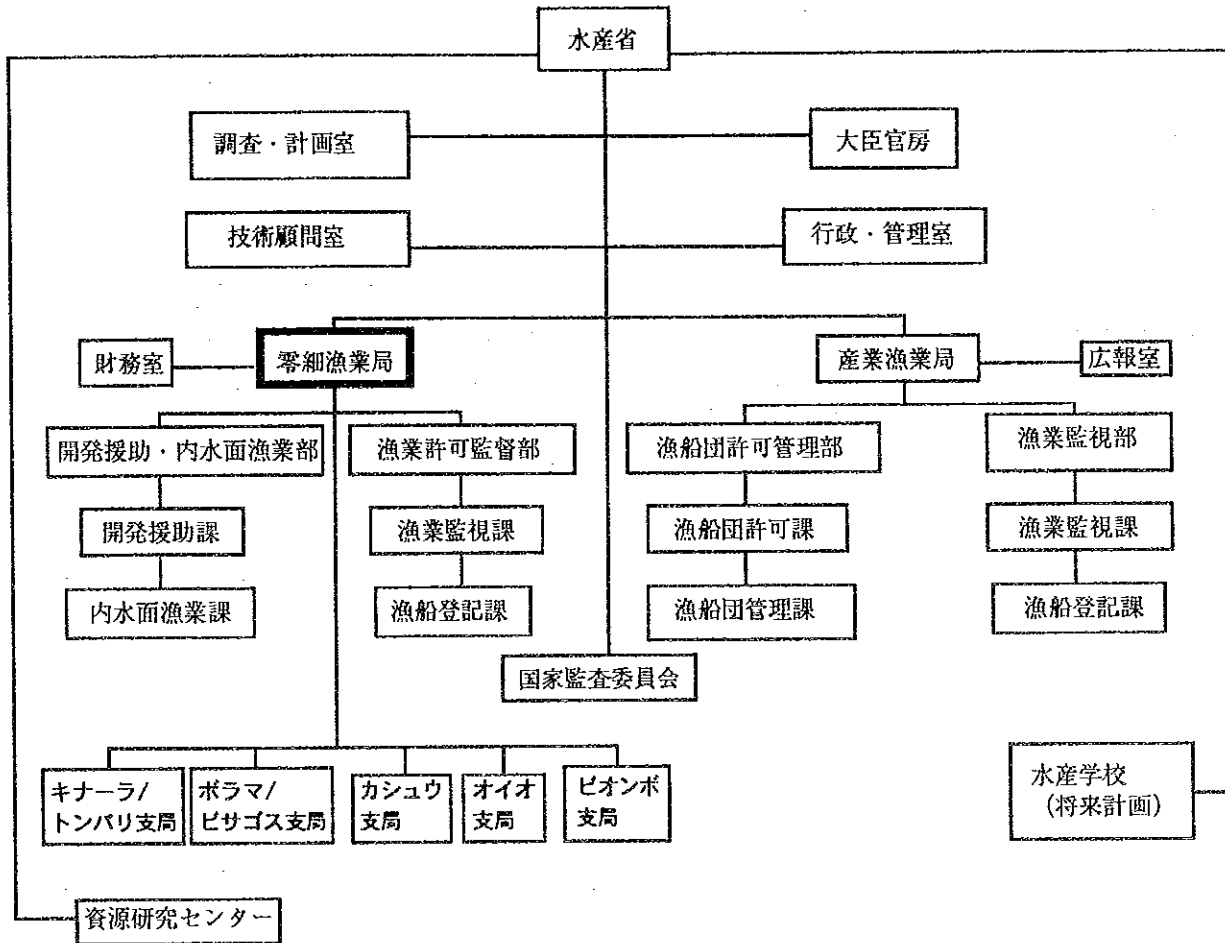 水産省
調査・計画室
大臣官房
技術顧問室
行政・管理室
財務室
零細漁業局
産業漁業局
広報室
開発援助・内水面漁業部
漁業許可監督部
漁船団許可管理部
漁業監視部
開発援助課
漁業監視課
漁船団許可課
漁業監視課
内水面漁業課
漁船登記課
漁船団管理課
漁船登記課
国家監査委員会
キナーラ/
トンバリ支局
ボラマ/
ビサゴス支局
カシュウ
支局
オイオ
支局
ビオンボ
支局
水産学校
(将来計画)
資源研究センター